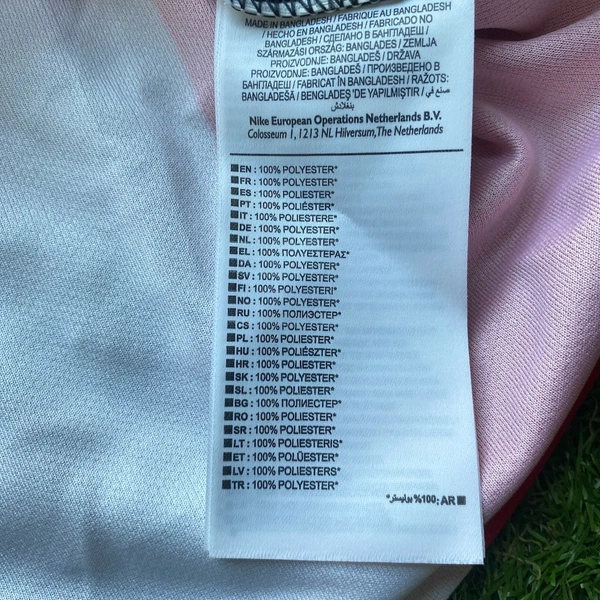 MADE IN BANGLADESH / FABRIQUE AU BANGLADESH
/ HECHO EN BANGLADESH / FABRICADO NO
BANGLADESH / СДЕЛАНО В БАНГЛАДЕШ /
SZÁRMAZÁSI ORSZÁG: BANGLADES / ZEMLJA
PROIZVODNJE: BANGLADEŠ / DRŽAVA
PROIZVODNJE: BANGLADEŠ / ПРОИЗВЕДЕНО В
БАНГЛАДЕШ / FABRICAT ÎN BANGLADESH / RAŽOTS:
BANGLADEŠĀ / BENGLADEŞ'DE YAPILMIŞTIR / صنع في
بنغلادش
Nike European Operations Netherlands B.V.
Colosseum 1, 1213 NL Hilversum, The Netherlands
EN : 100% POLYESTER*
FR : 100% POLYESTER*
ES : 100% POLIÉSTER*
PT : 100% POLIÉSTER*
IT : 100% POLIESTERE*
DE : 100% POLYESTER*
NL : 100% POLYESTER*
EL : 100% ΠΟΛΥΕΣΤΕΡΑΣ*
DA : 100% POLYESTER*
SV : 100% POLYESTER*
FI : 100% POLYESTERI*
NO : 100% POLYESTER*
RU : 100% ПОЛИЭСТЕР*
CS : 100% POLYESTER*
PL : 100% POLIESTER*
HU : 100% POLIÉSZTER*
HR : 100% POLIESTER*
SK : 100% POLYESTER*
SL : 100% POLIESTER*
BG : 100% ПОЛИЕСТЕР*
RO : 100% POLIESTER*
SR : 100% POLIESTER*
LT : 100% POLIESTERIS*
ET : 100% POLÜESTER*
LV : 100% POLIESTERS*
TR : 100% POLYESTER*
AR :100% بوليستر*